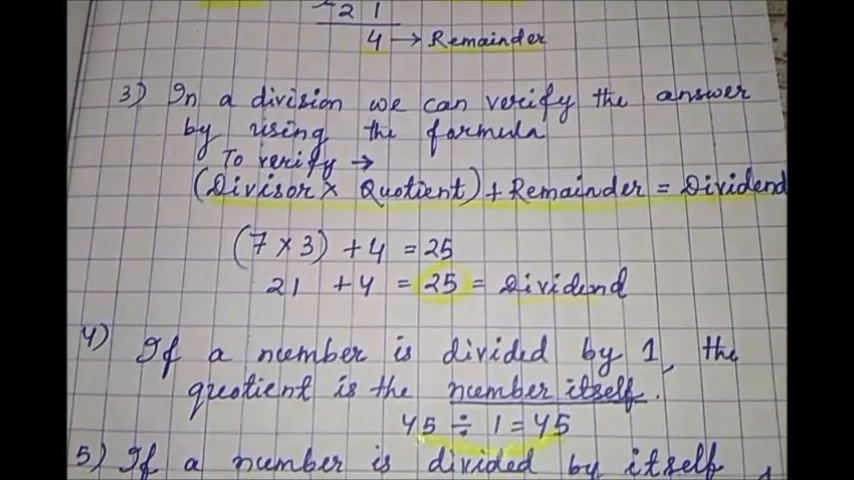 - 2 1
4 → Remainder
3) In a division we can verify the answer
by using the formula
To verify →
(Divisor × Quotient) + Remainder = Dividend
(7 × 3) + 4 = 25
21 + 4 = 25 = Dividend
4) If a number is divided by 1, the
quotient is the number itself.
45 ÷ 1 = 45
5) If a number is divided by itself,